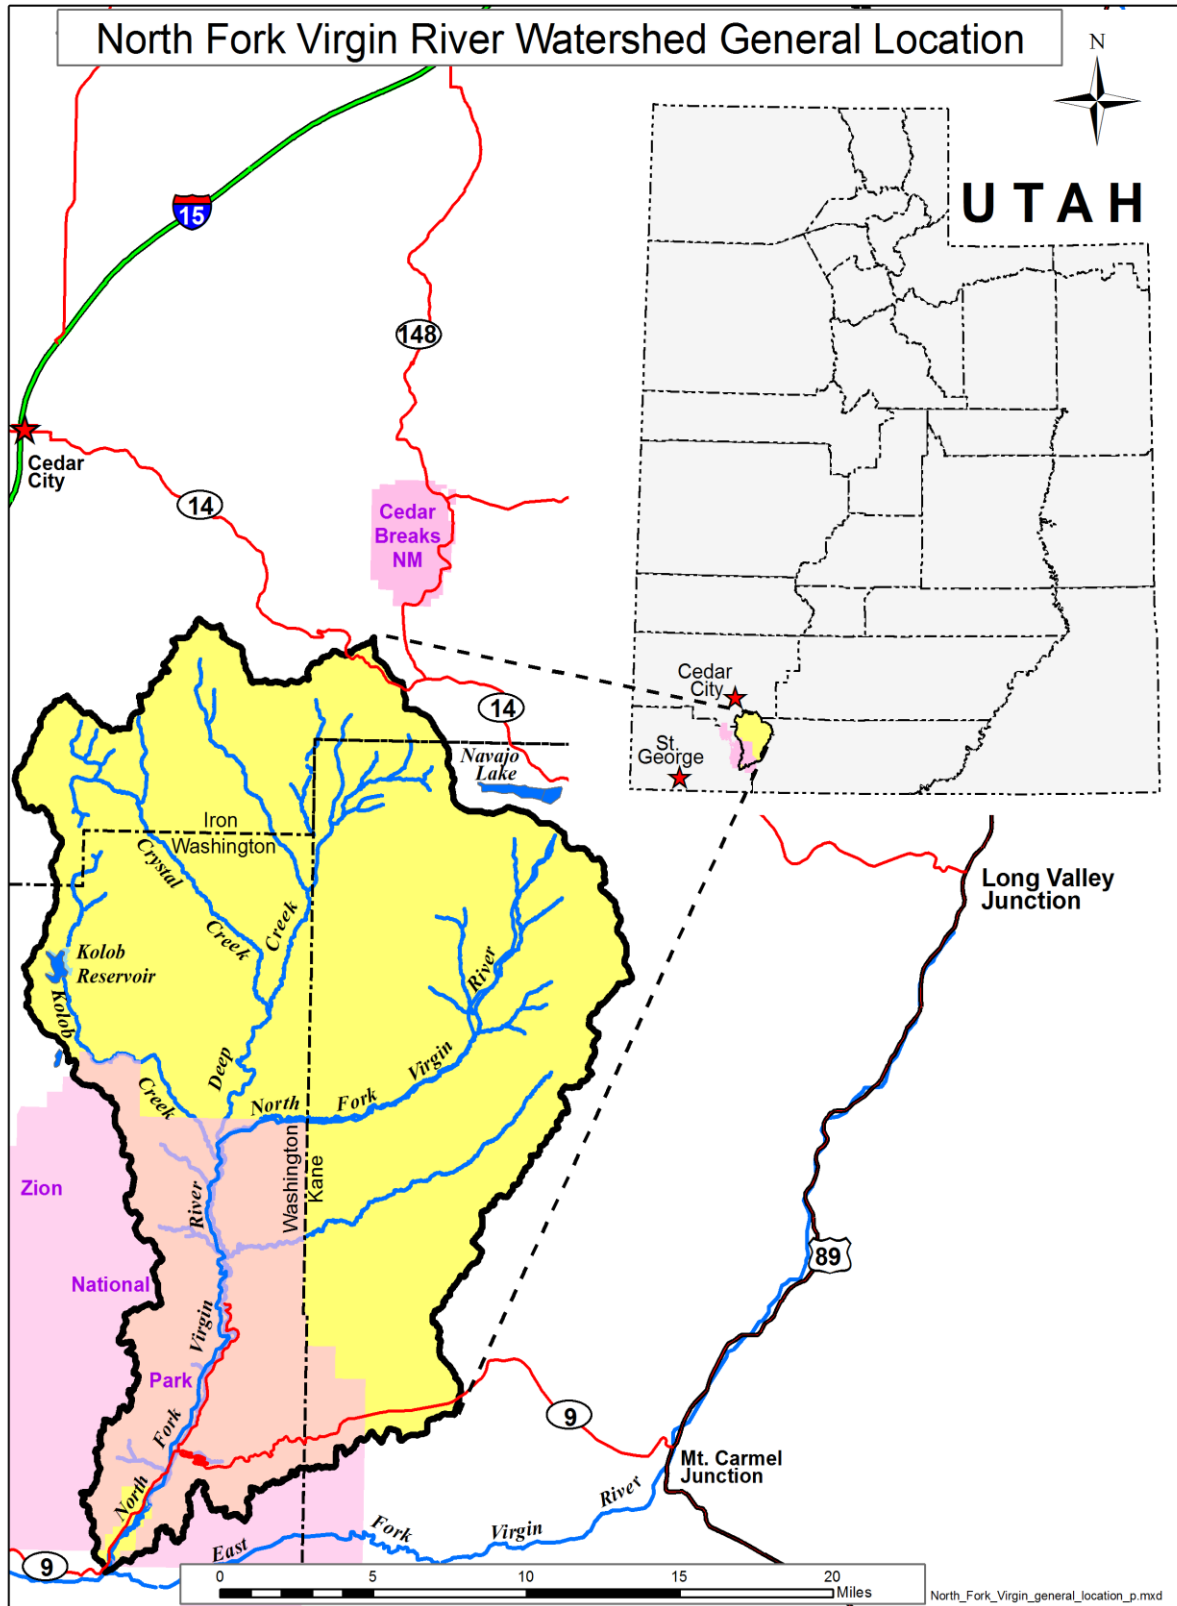 North Fork Virgin River Watershed General Location
N
UTAH
15
148
Cedar
City
14
Cedar
Breaks
NM
14
Navajo
Lake
Cedar
City
St.
George
Iron
Washington
Crystal
Creek
Creek
Deep
Kolob
Reservoir
Kolob
Creek
River
Virgin
Fork
North
Long Valley
Junction
Washington
Kane
Zion
National
Park
River
Virgin
Fork
North
89
9
Mt. Carmel
Junction
East
Fork
Virgin
River
9
0 5 10 15 20
Miles
North_Fork_Virgin_general_location_p.mxd